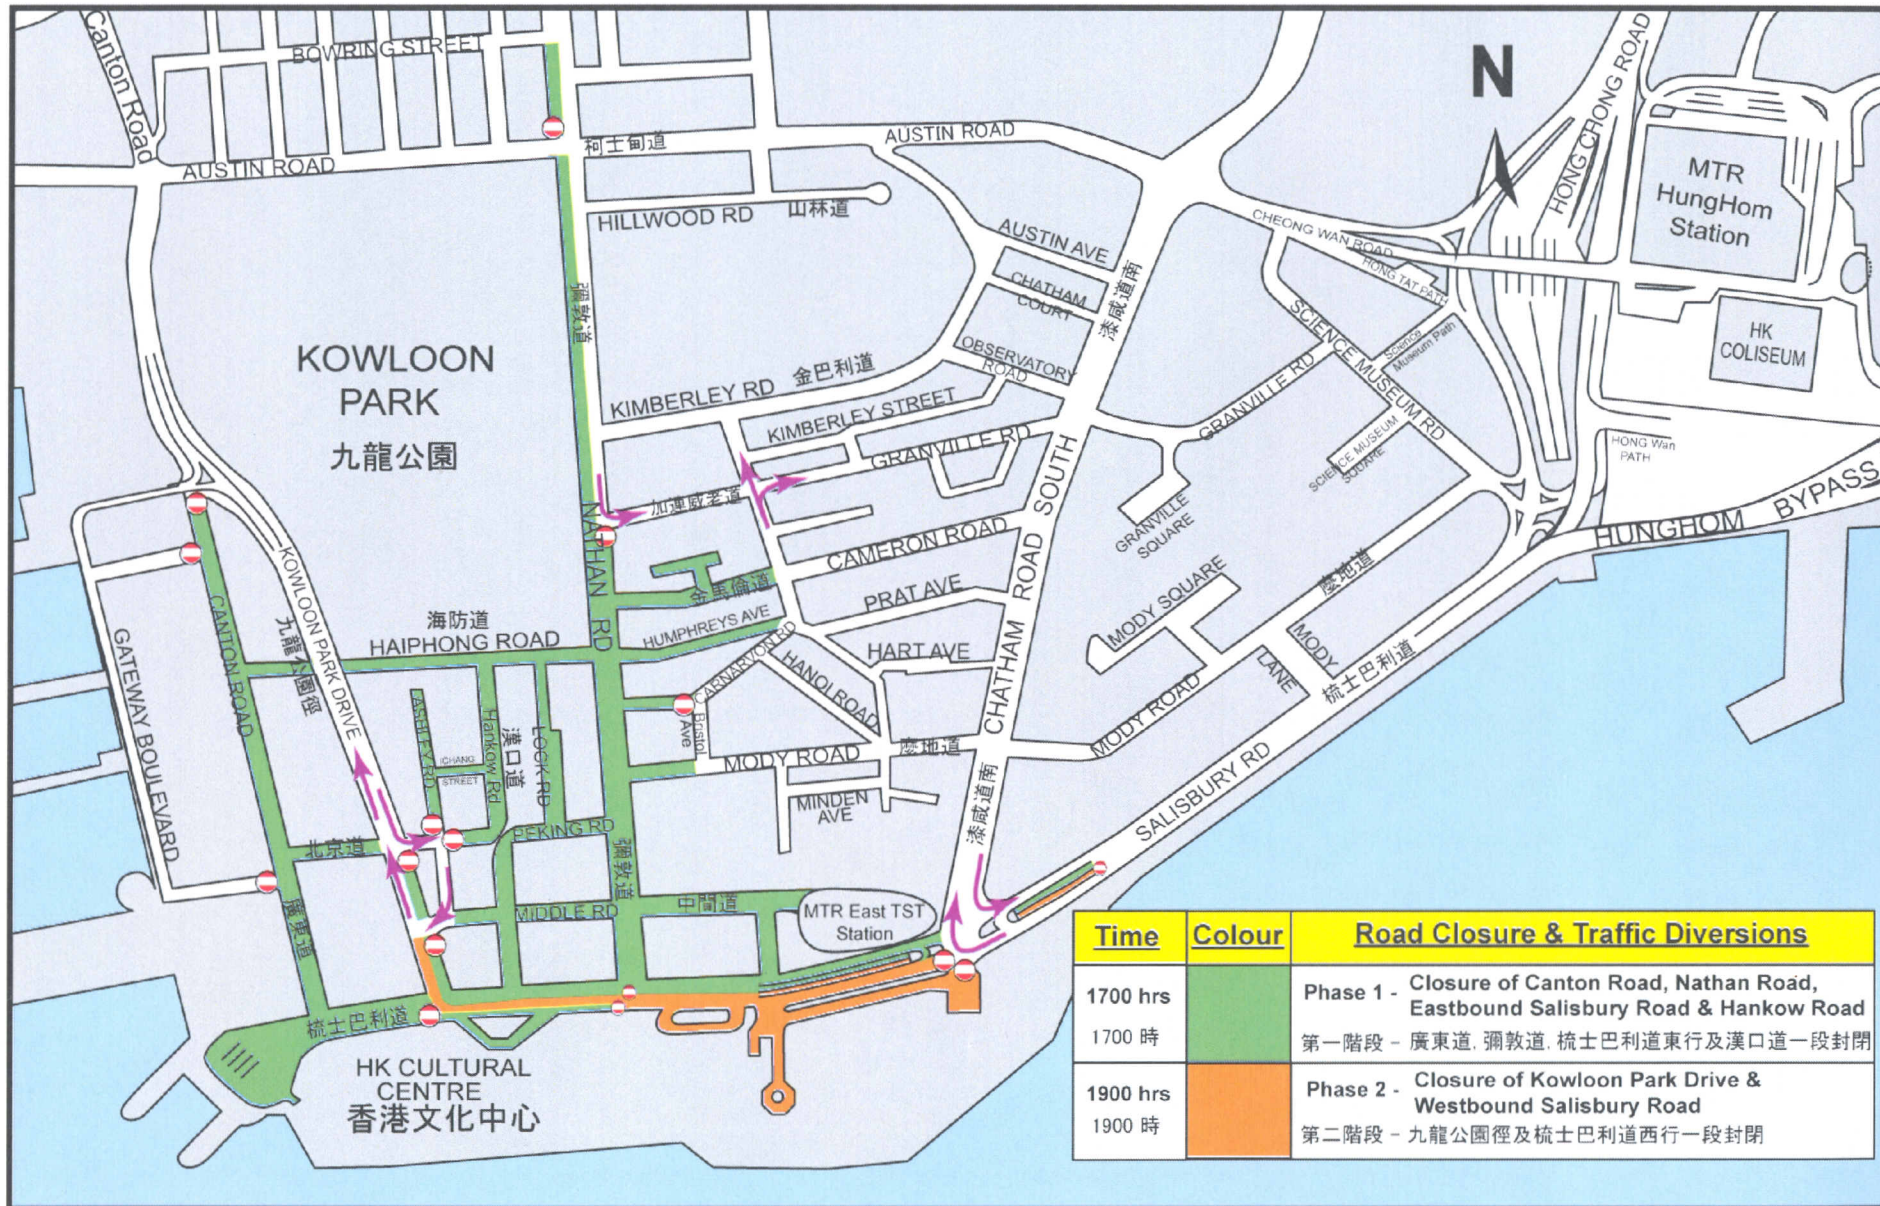 Canton Road
BOWRING STREET
AUSTIN ROAD
柯士甸道
AUSTIN ROAD
HILLWOOD RD 山林道
彌敦道
AUSTIN AVE
CHATHAM
COURT
OBSERVATORY
ROAD
漆咸道南
CHEONG WAN ROAD
HONG TAT PATH
HONG CHONG ROAD
N
MTR
HungHom
Station
HK
COLISEUM
SCIENCE MUSEUM RD
Science
Museum Path
SCIENCE MUSEUM
SQUARE
HONG Wan
PATH
HUNGHOM BYPASS
KOWLOON
PARK
九龍公園
KIMBERLEY RD 金巴利道
KIMBERLEY STREET
GRANVILLE RD
加連威老道
GRANVILLE RD
GRANVILLE
SQUARE
NATHAN RD
CAMERON ROAD
金馬倫道
PRAT AVE
HUMPHREYS AVE
CARNARVON RD
HART AVE
HANOI ROAD
Bristol
Ave
MODY ROAD 麼地道
MINDEN
AVE
CHATHAM ROAD SOUTH
漆咸道南
MODY SQUARE
MODY ROAD
麼地道
MODY
LANE
梳士巴利道
SALISBURY RD
海防道
HAIPHONG ROAD
KOWLOON PARK DRIVE
九龍公園徑
CANTON ROAD
廣東道
GATEWAY BOULEVARD
ASHLEY RD
ICHANG
STREET
Hankow Rd
漢口道
LOCK RD
北京道
PEKING RD
彌敦道
MIDDLE RD
中間道
MTR East TST
Station
梳士巴利道
HK CULTURAL
CENTRE
香港文化中心
Time Colour Road Closure & Traffic Diversions
1700 hrs
1700 時
Phase 1 - Closure of Canton Road, Nathan Road,
Eastbound Salisbury Road & Hankow Road
第一階段 - 廣東道, 彌敦道, 梳士巴利道東行及漢口道一段封閉
1900 hrs
1900 時
Phase 2 - Closure of Kowloon Park Drive &
Westbound Salisbury Road
第二階段 - 九龍公園徑及梳士巴利道西行一段封閉